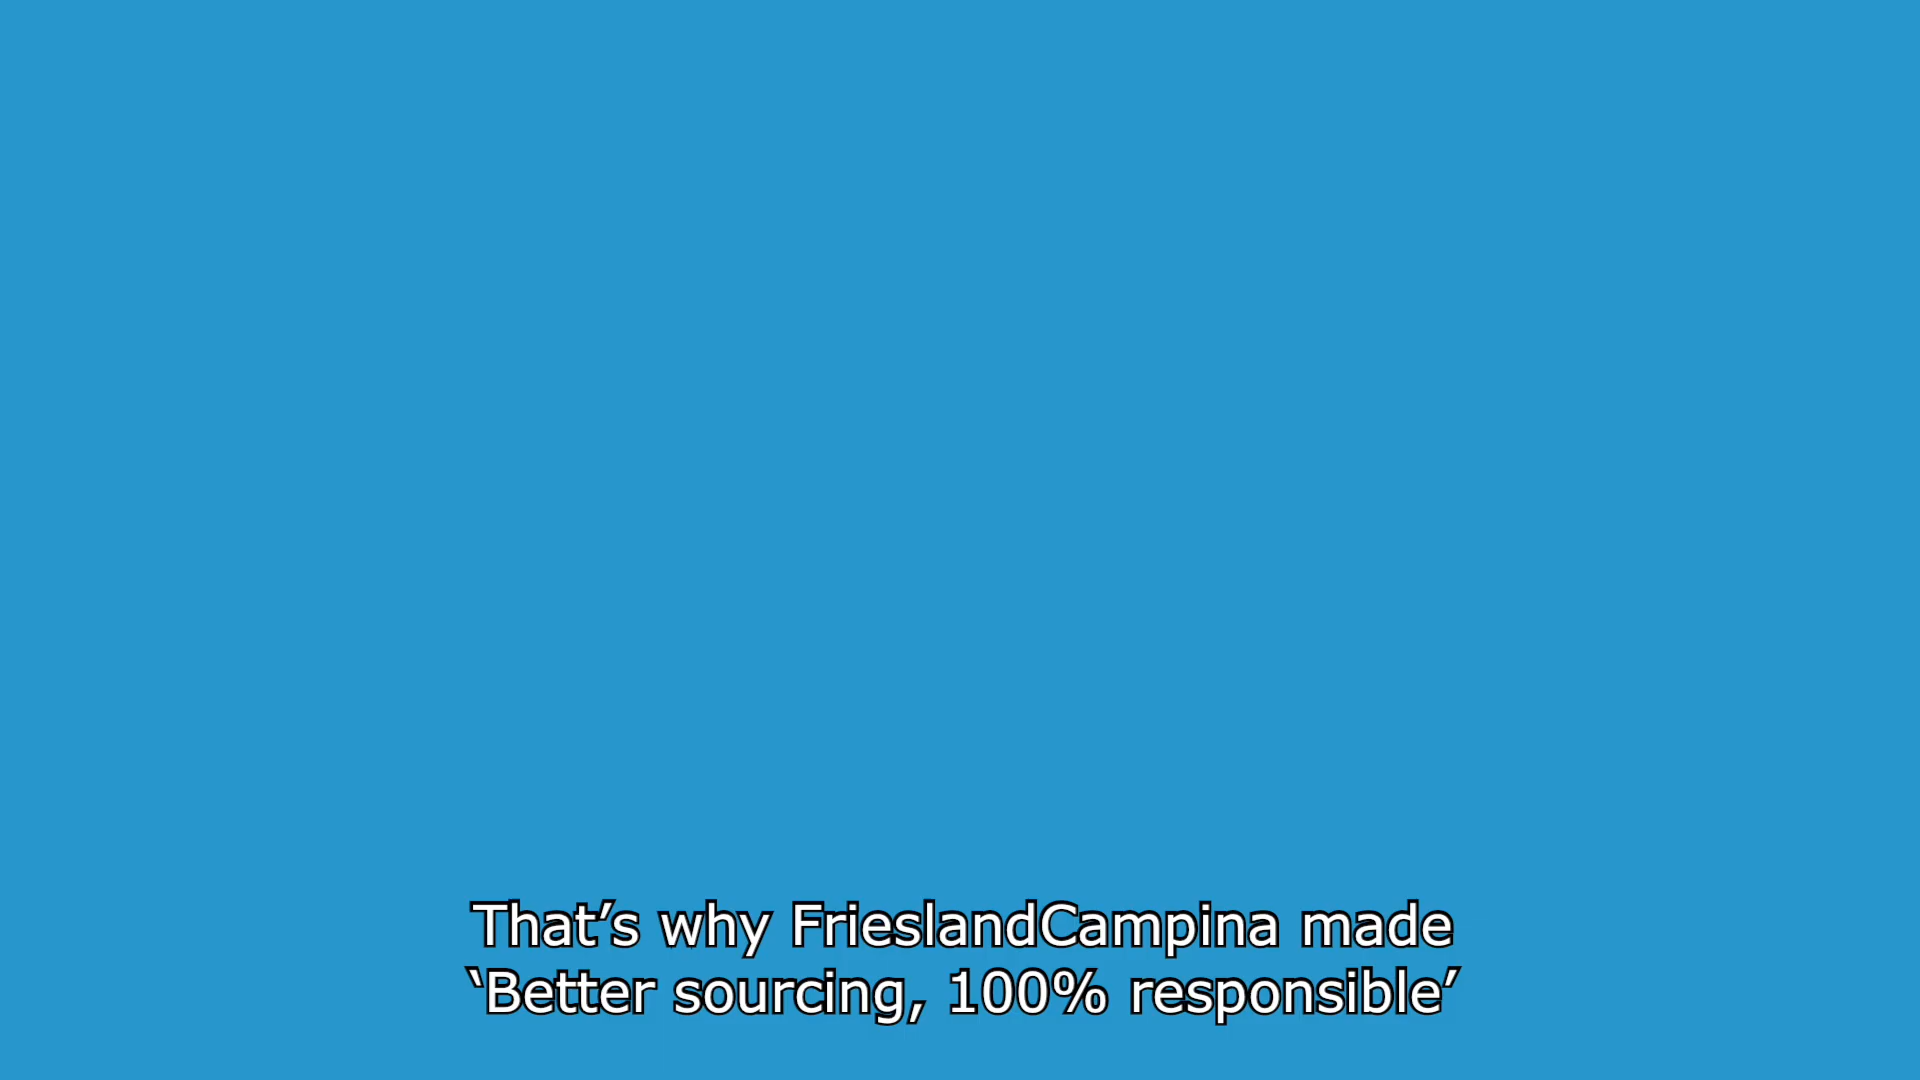 That’s why FrieslandCampina made
‘Better sourcing, 100% responsible’